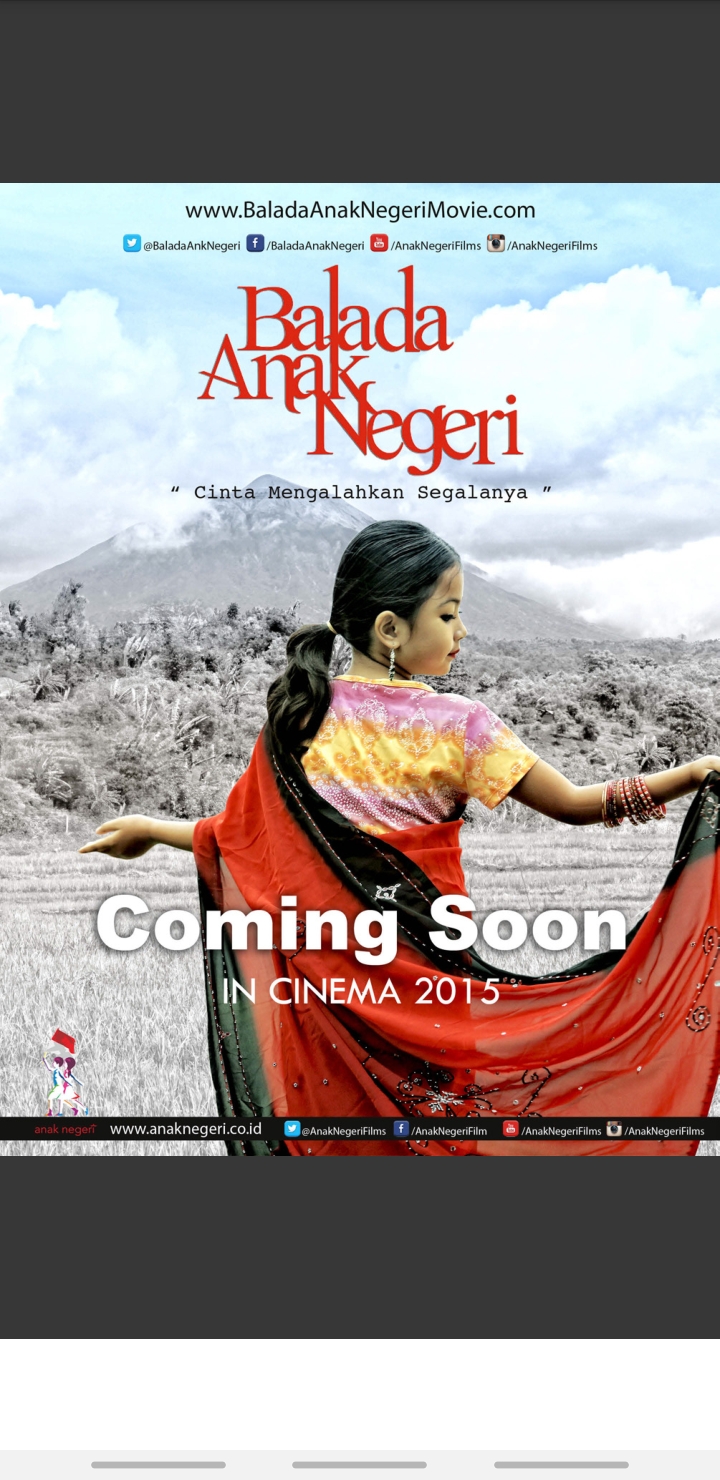 www.BaladaAnakNegeriMovie.com
@BaladaAnkNegeri /BaladaAnakNegeri /AnakNegeriFilms /AnakNegeriFilms
Balada
Anak
Negeri
“ Cinta Mengalahkan Segalanya ”
Coming Soon
IN CINEMA 2015
anak negeri www.anaknegeri.co.id @AnakNegeriFilms /AnakNegeriFilm /AnakNegeriFilms /AnakNegeriFilms